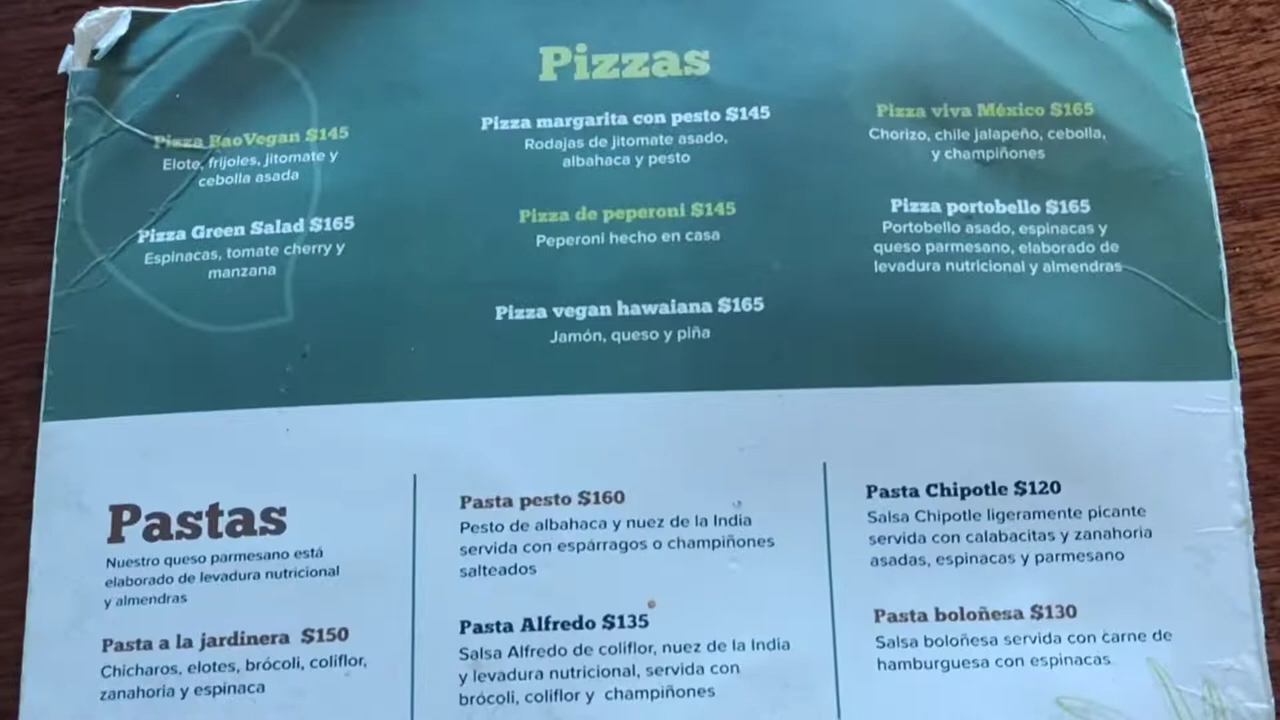 Pizzas
Pizza BaoVegan $145
Elote, frijoles, jitomate y
cebolla asada
Pizza Green Salad $165
Espinacas, tomate cherry y
manzana
Pizza margarita con pesto $145
Rodajas de jitomate asado,
albahaca y pesto
Pizza de peperoni $145
Peperoni hecho en casa
Pizza vegan hawaiana $165
Jamón, queso y piña
Pizza viva México $165
Chorizo, chile jalapeño, cebolla,
y champiñones
Pizza portobello $165
Portobello asado, espinacas y
queso parmesano, elaborado de
levadura nutricional y almendras
Pastas
Nuestro queso parmesano está
elaborado de levadura nutricional
y almendras
Pasta a la jardinera $150
Chicharos, elotes, brócoli, coliflor,
zanahoria y espinaca
Pasta pesto $160
Pesto de albahaca y nuez de la India
servida con espárragos o champiñones
salteados
Pasta Alfredo $135
Salsa Alfredo de coliflor, nuez de la India
y levadura nutricional, servida con
brócoli, coliflor y champiñones
Pasta Chipotle $120
Salsa Chipotle ligeramente picante
servida con calabacitas y zanahoria
asadas, espinacas y parmesano
Pasta boloñesa $130
Salsa boloñesa servida con carne de
hamburguesa con espinacas